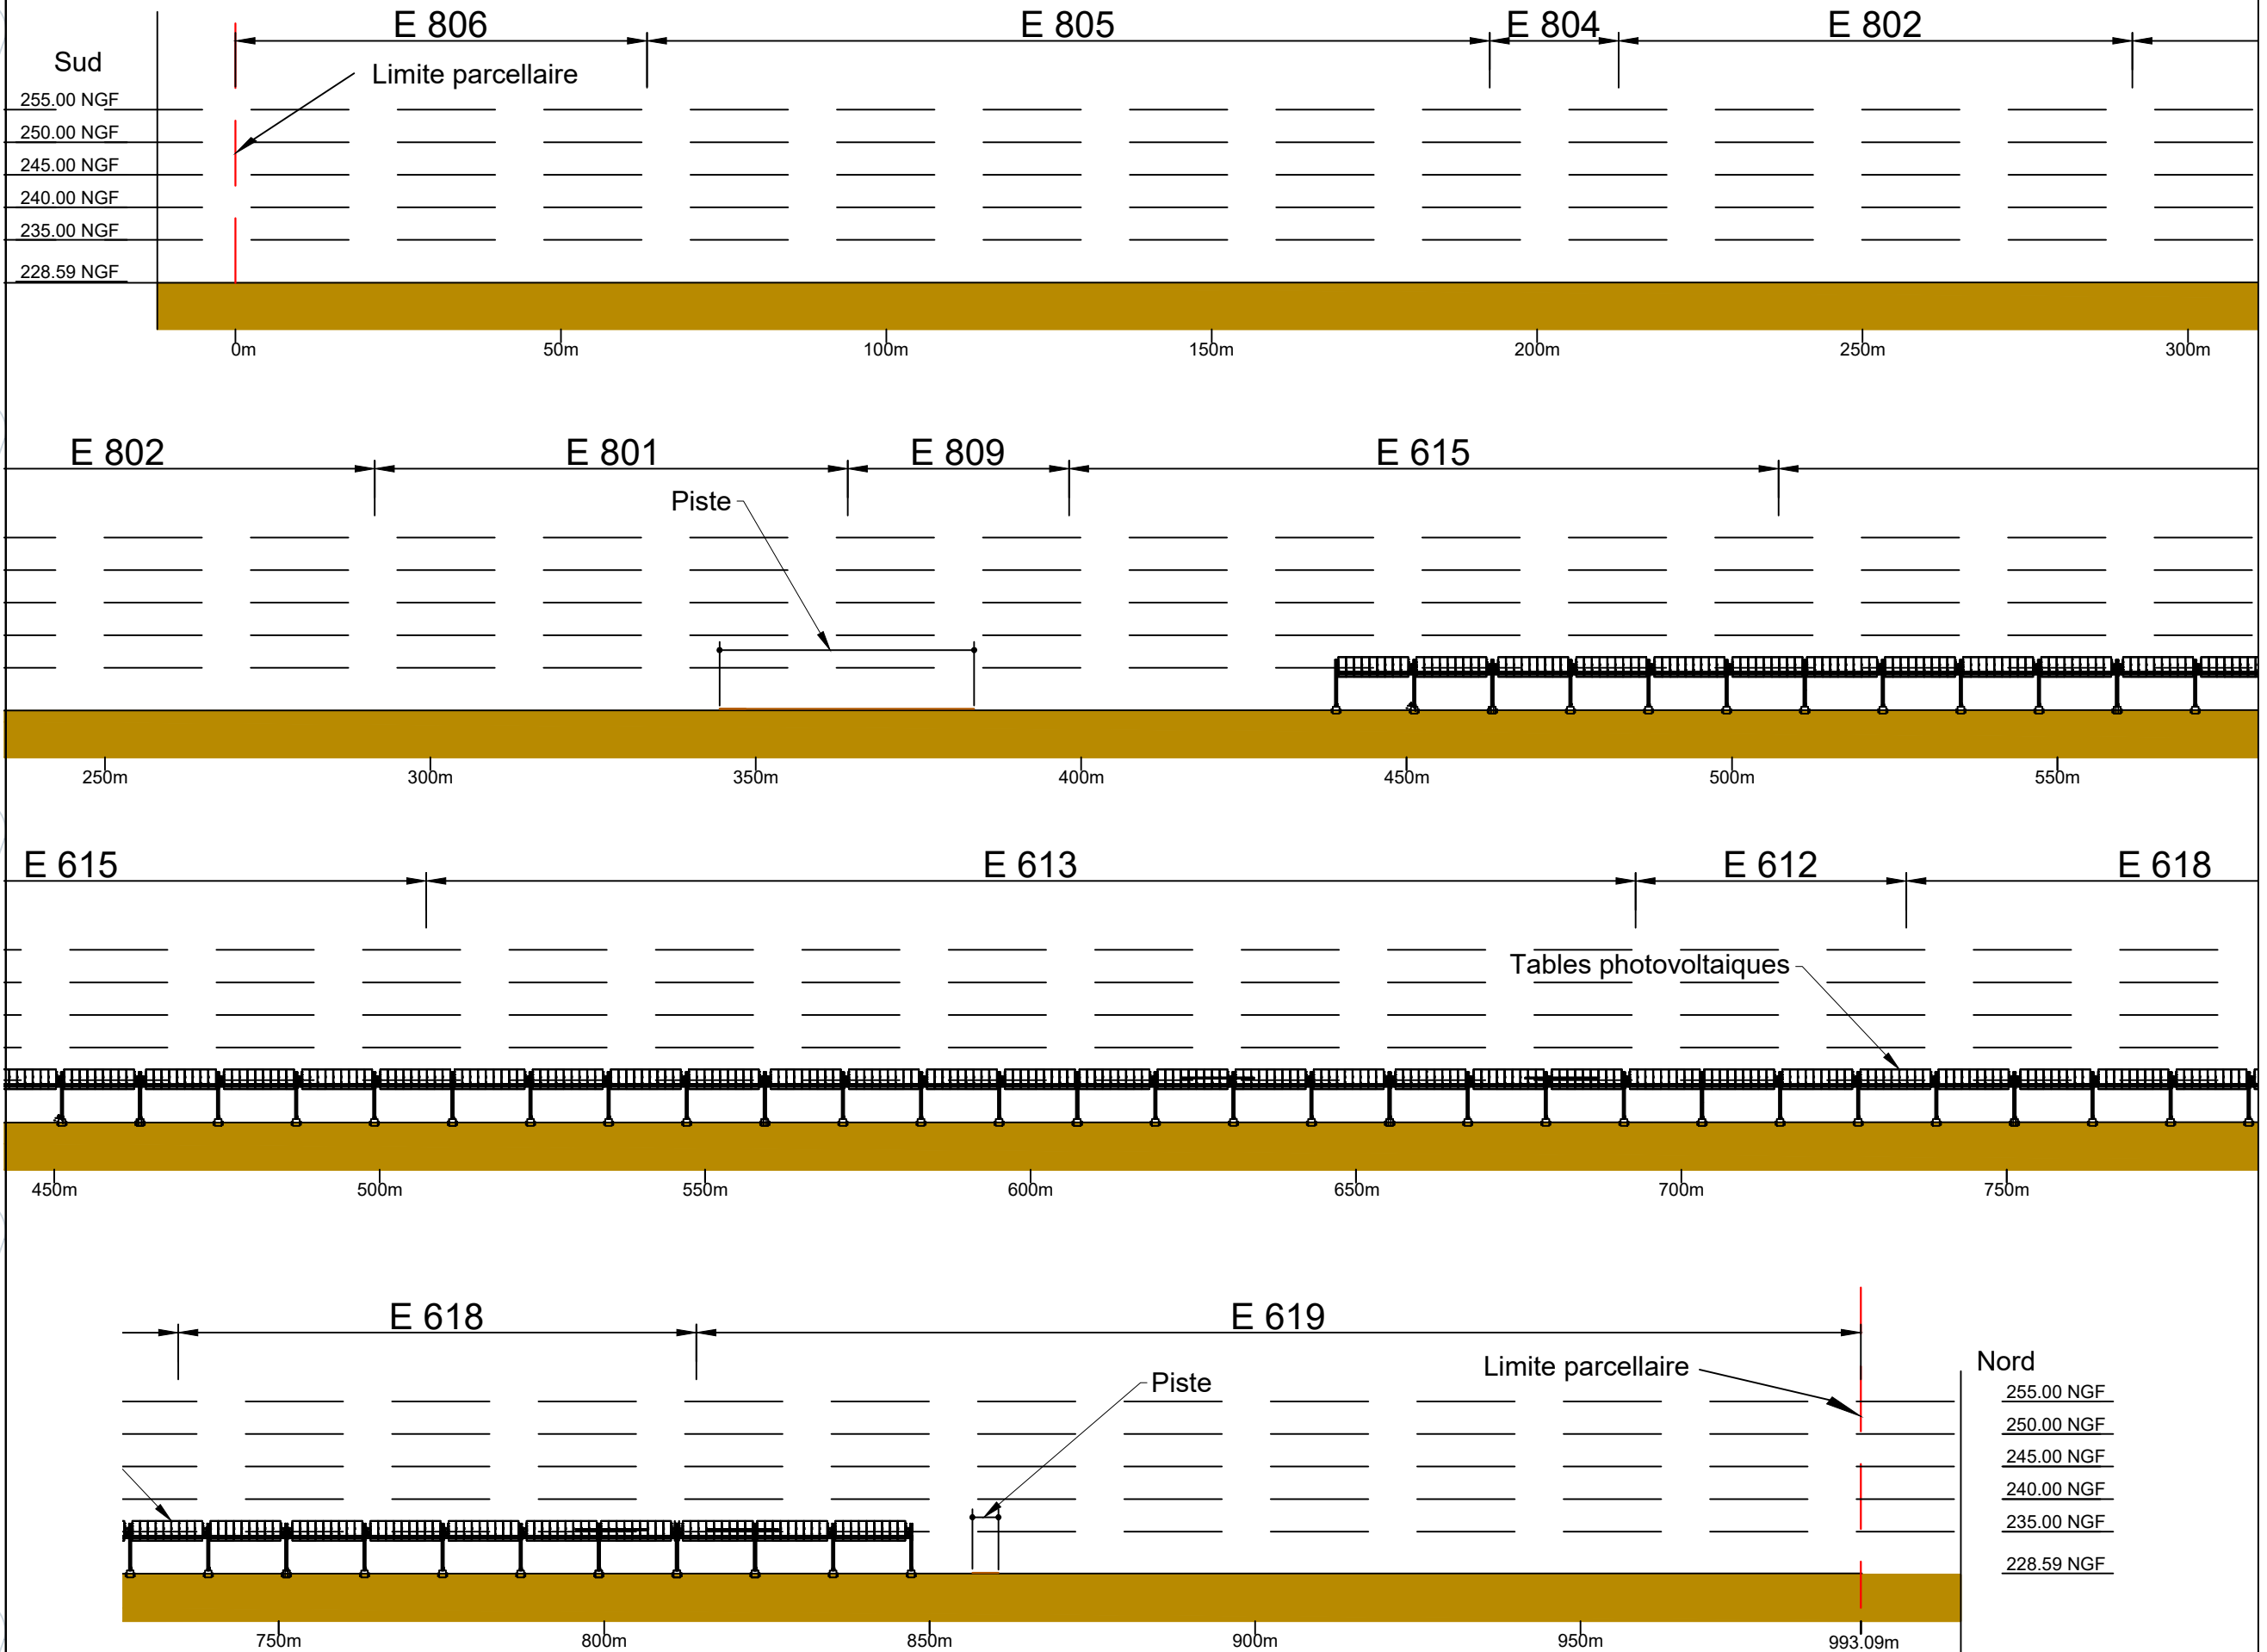 E 806
E 805
E 804
E 802
Sud
Limite parcellaire
255.00 NGF
250.00 NGF
245.00 NGF
240.00 NGF
235.00 NGF
228.59 NGF
0m
50m
100m
150m
200m
250m
300m
E 802
E 801
E 809
E 615
Piste
250m
300m
350m
400m
450m
500m
550m
E 615
E 613
E 612
E 618
Tables photovoltaiques
450m
500m
550m
600m
650m
700m
750m
E 618
E 619
Limite parcellaire
Nord
Piste
255.00 NGF
250.00 NGF
245.00 NGF
240.00 NGF
235.00 NGF
228.59 NGF
750m
800m
850m
900m
950m
993.09m